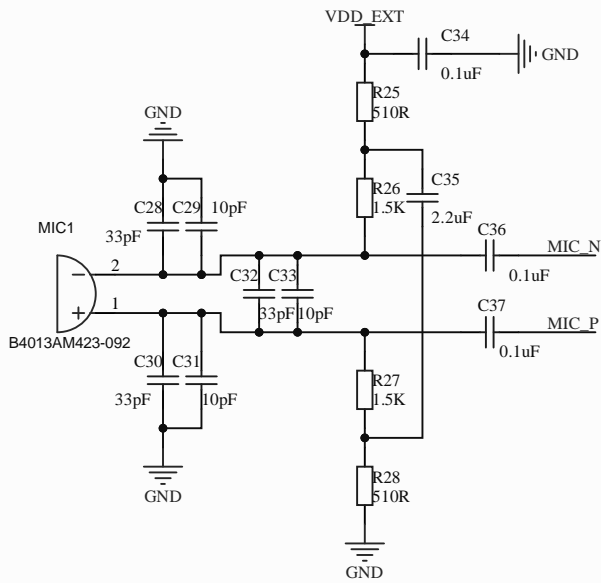 VDD_EXT
C34
GND
0.1uF
R25
510R
GND
C35
R26
1.5K
2.2uF
C28
C29
10pF
33pF
MIC1
C36
MIC_N
0.1uF
2
C32
C33
1
33pF
10pF
C37
MIC_P
0.1uF
B4013AM423-092
C30
C31
33pF
10pF
R27
1.5K
GND
R28
510R
GND